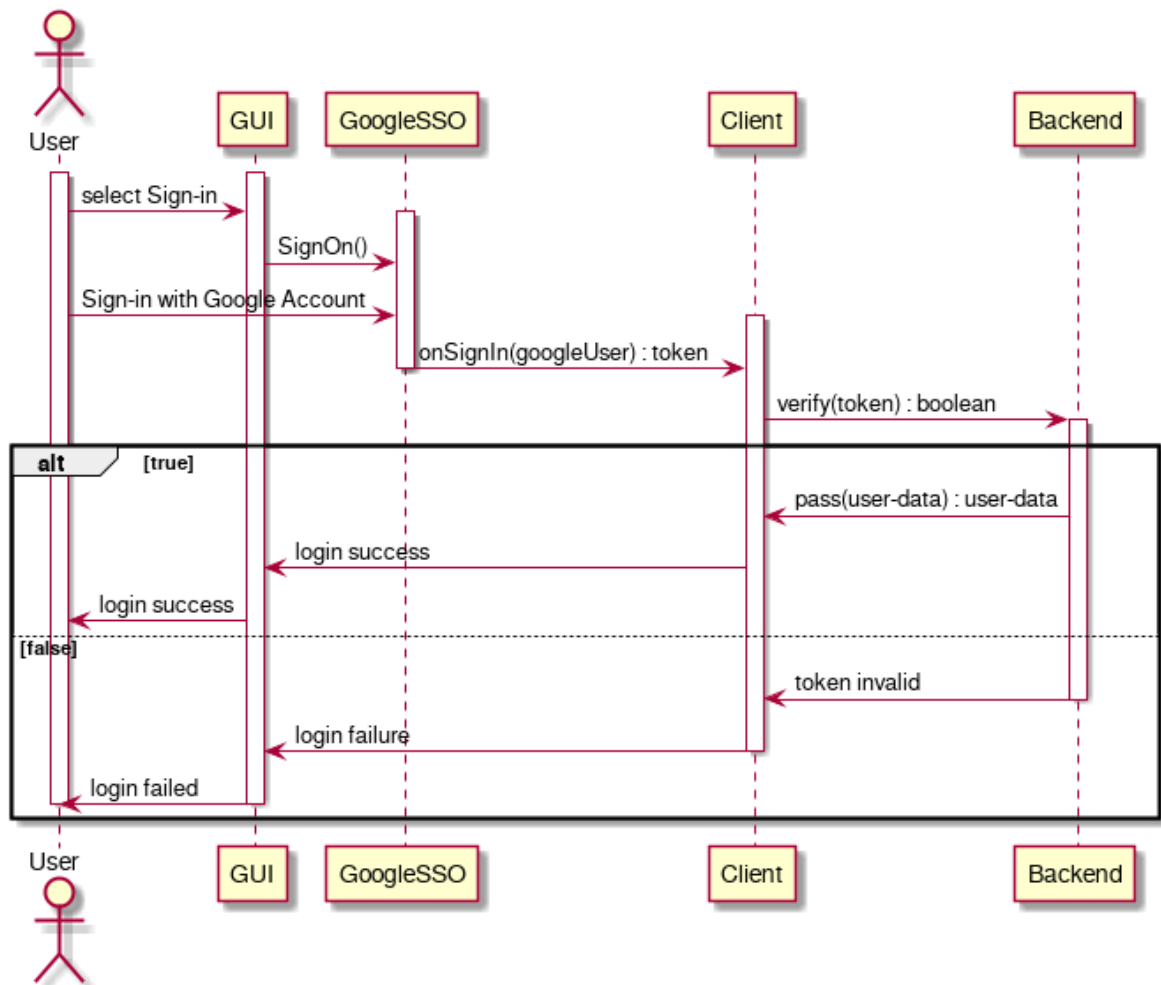 User
GUI
GoogleSSO
Client
Backend
select Sign-in
SignOn()
Sign-in with Google Account
onSignIn(googleUser) : token
verify(token) : boolean
alt [true]
pass(user-data) : user-data
login success
login success
[false]
token invalid
login failure
login failed
User
GUI
GoogleSSO
Client
Backend